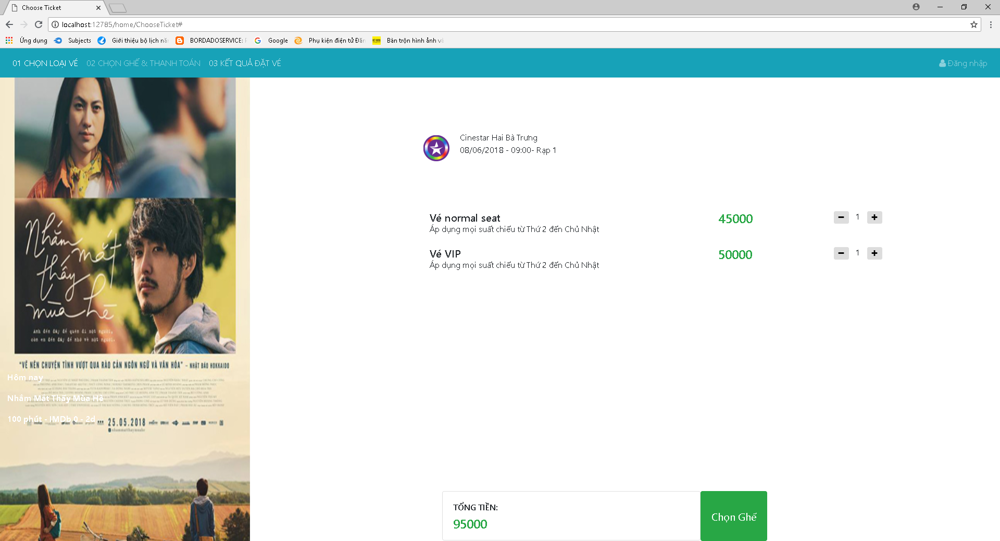 Choose Ticket
localhost:12785/home/ChooseTicket#
Ứng dụng
Subjects
Giới thiệu bộ lịch nă
BORDADOSERVICE:
Google
Phụ kiện điện tử Đăn
Bàn trộn hình ảnh và
01 CHỌN LOẠI VÉ
02 CHỌN GHẾ & THANH TOÁN
03 KẾT QUẢ ĐẶT VÉ
Đăng nhập
Nhắm mắt
thấy
mùa hè
Anh đến đây để quên đi một người,
còn em đến đây để nhớ về một người.
"VẼ NÊN CHUYỆN TÌNH VƯỢT QUA RÀO CẢN NGÔN NGỮ VÀ VĂN HÓA" – NHẬT BÁO HOKKAIDO
Hôm nay
Nhắm Mắt Thấy Mùa Hè
100 phút - IMDb 0 - 2d
25.05.2018
Cinestar Hai Bà Trưng
08/06/2018 - 09:00- Rạp 1
Vé normal seat
Áp dụng mọi suất chiếu từ Thứ 2 đến Chủ Nhật
45000
1
Vé VIP
Áp dụng mọi suất chiếu từ Thứ 2 đến Chủ Nhật
50000
1
TỔNG TIỀN:
95000
Chọn Ghế